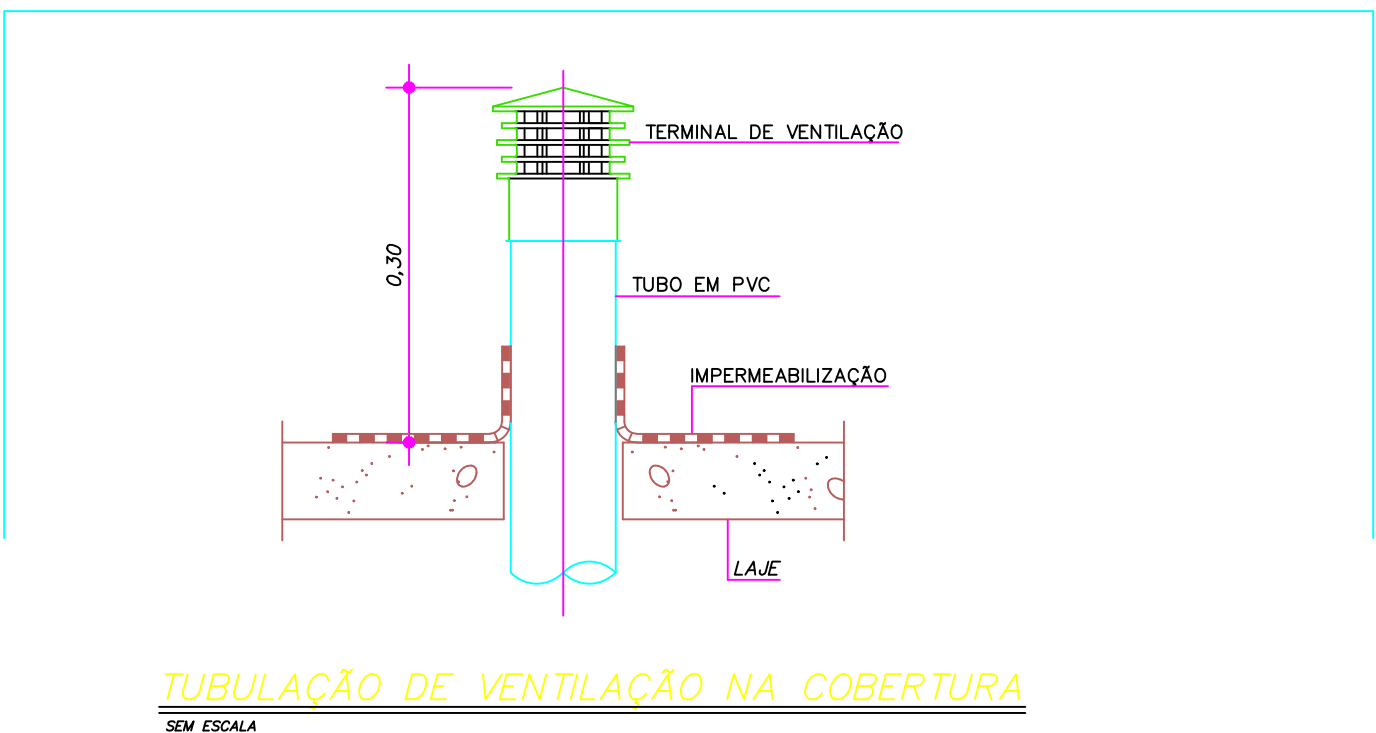 TERMINAL DE VENTILAÇÃO
0,30
TUBO EM PVC
IMPERMEABILIZAÇÃO
LAJE
TUBULAÇÃO DE VENTILAÇÃO NA COBERTURA
SEM ESCALA